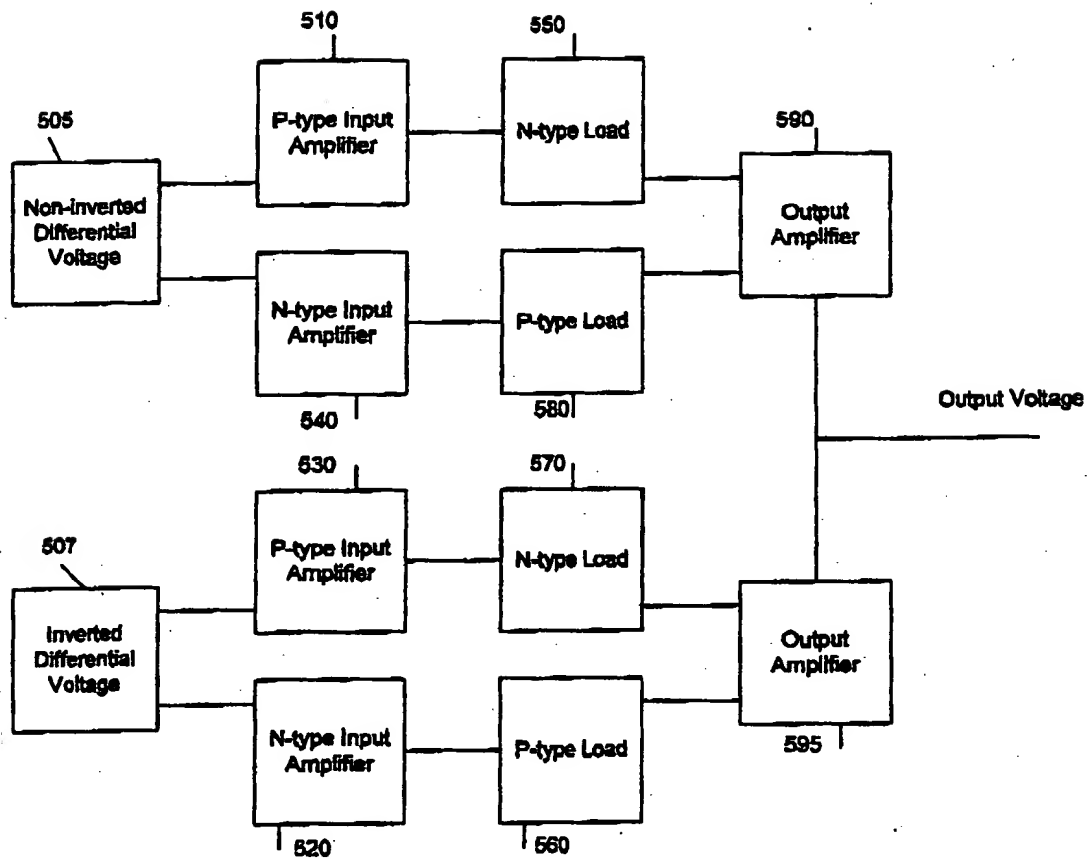 510
550
505
P-type Input
Amplifier
N-type Load
590
Non-inverted
Differential
Voltage
Output
Amplifier
N-type Input
Amplifier
P-type Load
540
580
Output Voltage
530
570
507
P-type Input
Amplifier
N-type Load
Inverted
Differential
Voltage
Output
Amplifier
N-type Input
Amplifier
P-type Load
595
520
560